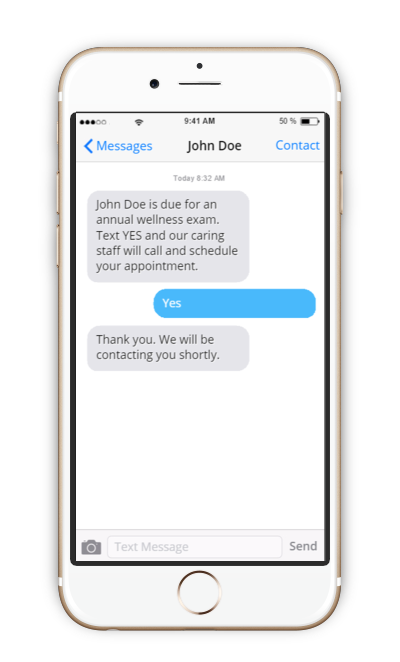 9:41 AM
50 %
Messages
John Doe
Contact
Today 8:32 AM
John Doe is due for an
annual wellness exam.
Text YES and our caring
staff will call and schedule
your appointment.
Yes
Thank you. We will be
contacting you shortly.
Text Message
Send